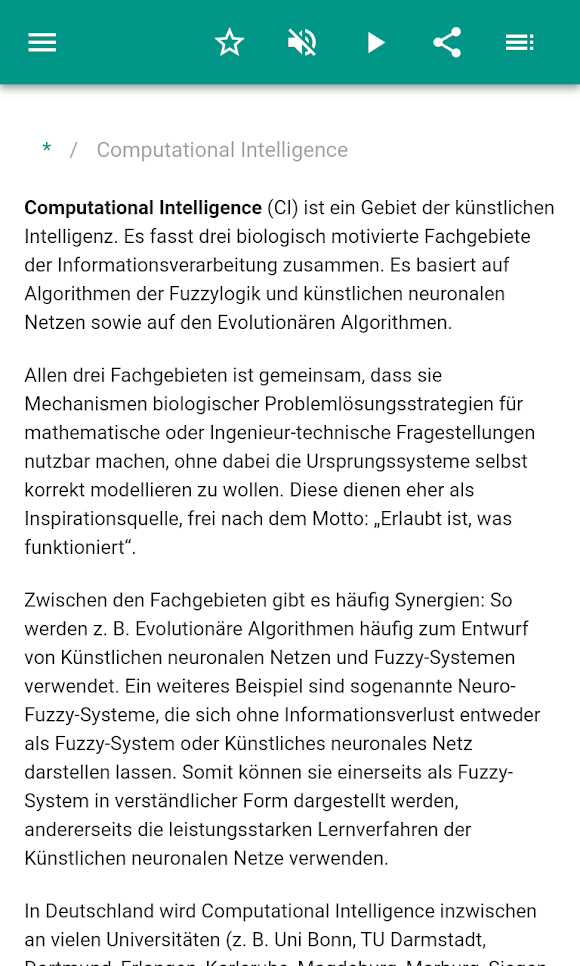 * / Computational Intelligence
Computational Intelligence (CI) ist ein Gebiet der künstlichen
Intelligenz. Es fasst drei biologisch motivierte Fachgebiete
der Informationsverarbeitung zusammen. Es basiert auf
Algorithmen der Fuzzylogik und künstlichen neuronalen
Netzen sowie auf den Evolutionären Algorithmen.
Allen drei Fachgebieten ist gemeinsam, dass sie
Mechanismen biologischer Problemlösungsstrategien für
mathematische oder Ingenieur-technische Fragestellungen
nutzbar machen, ohne dabei die Ursprungssysteme selbst
korrekt modellieren zu wollen. Diese dienen eher als
Inspirationsquelle, frei nach dem Motto: „Erlaubt ist, was
funktioniert“.
Zwischen den Fachgebieten gibt es häufig Synergien: So
werden z. B. Evolutionäre Algorithmen häufig zum Entwurf
von Künstlichen neuronalen Netzen und Fuzzy-Systemen
verwendet. Ein weiteres Beispiel sind sogenannte Neuro-
Fuzzy-Systeme, die sich ohne Informationsverlust entweder
als Fuzzy-System oder Künstliches neuronales Netz
darstellen lassen. Somit können sie einerseits als Fuzzy-
System in verständlicher Form dargestellt werden,
andererseits die leistungsstarken Lernverfahren der
Künstlichen neuronalen Netze verwenden.
In Deutschland wird Computational Intelligence inzwischen
an vielen Universitäten (z. B. Uni Bonn, TU Darmstadt,
Dortmund, Erlangen, Karlsruhe, Magdeburg, Marburg, Siegen